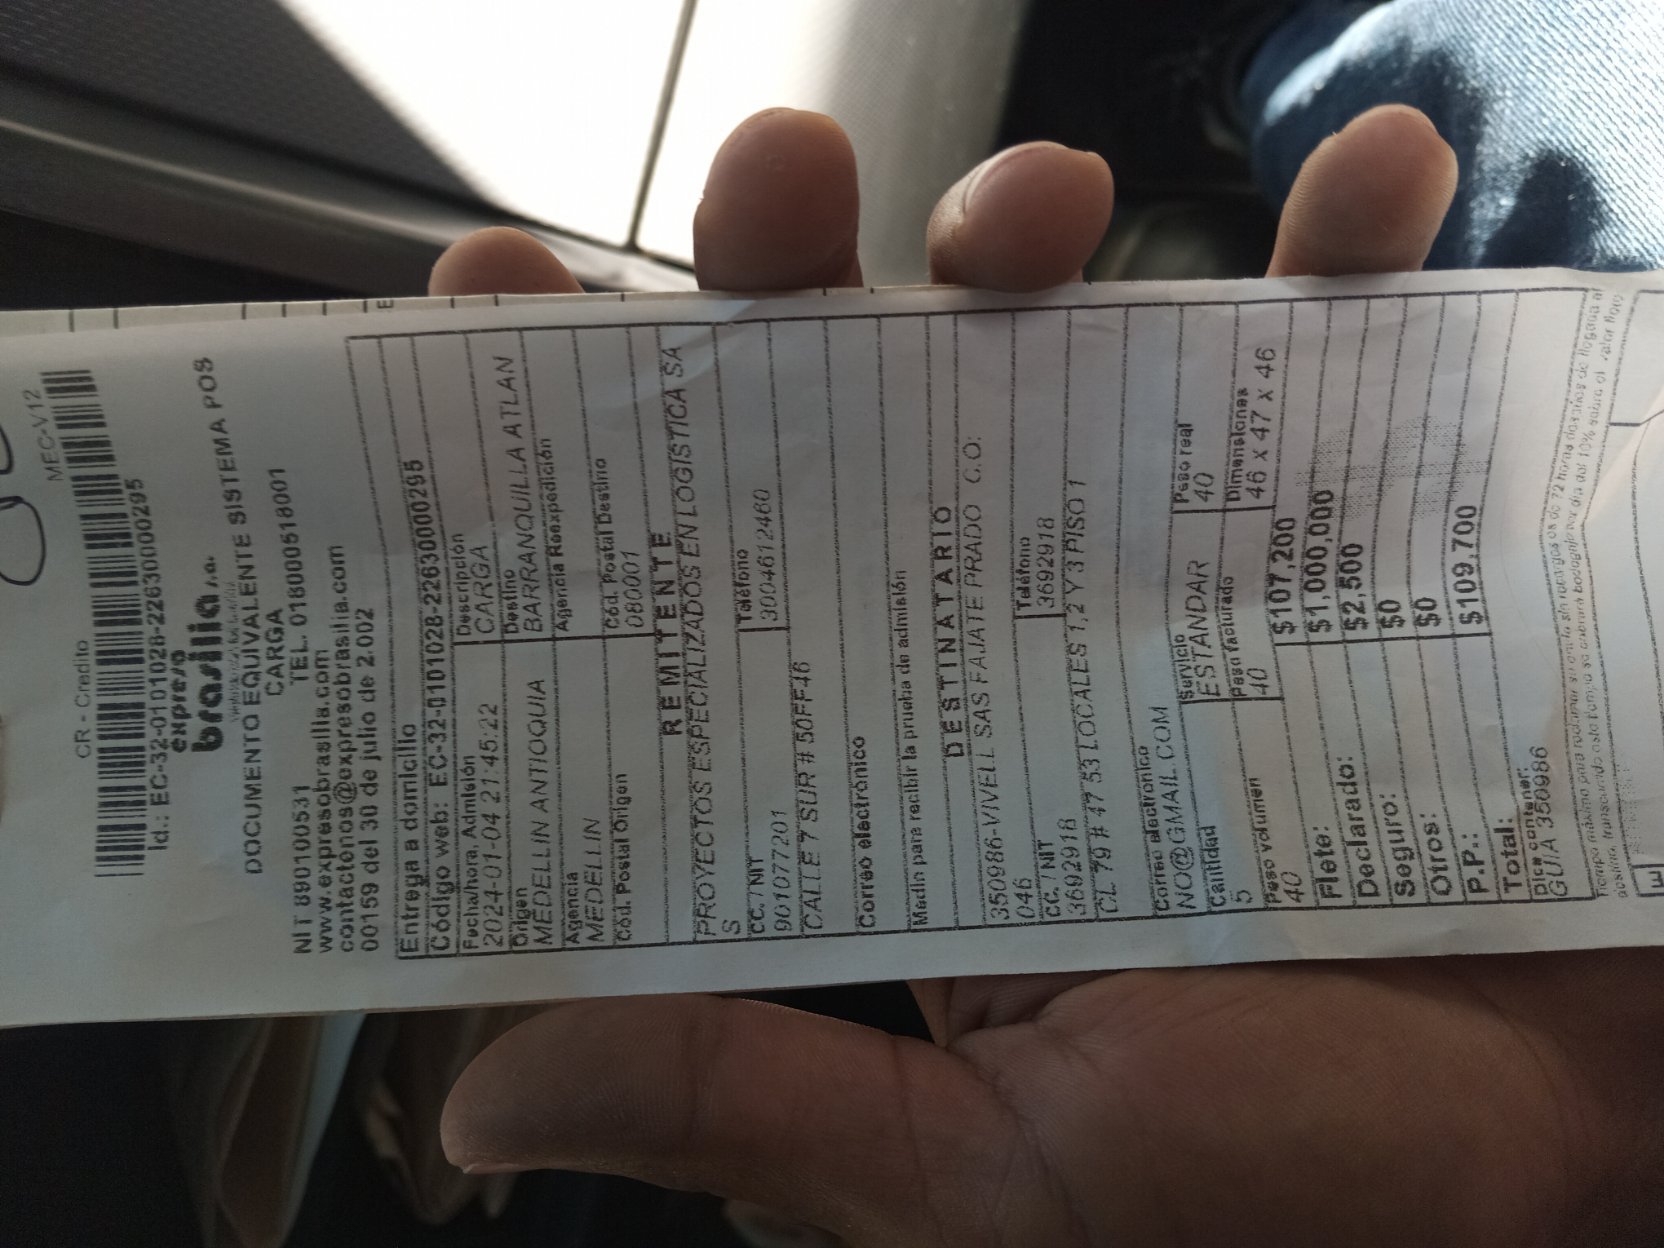 MEC-V12
CR - Credito
Id.: EC-32-0101028-22630000295
expreso
brasilia s.a.
DOCUMENTO EQUIVALENTE SISTEMA POS
CARGA
NIT 890100531 TEL. 018000518001
www.expresobrasilia.com
contactenos@expresobrasilia.com
00159 del 30 de julio de 2.002
Entrega a domicilio
Código web: EC-32-0101028-22630000295
Fecha/hora, Admisión Descripción
2024-01-04 21:45:22 CARGA
Origen Destino
MEDELLIN ANTIOQUIA BARRANQUILLA ATLAN
Agencia Agencia Reexpedición
MEDELLIN
Cód. Postal Origen Cód. Postal Destino
080001
REMITENTE
PROYECTOS ESPECIALIZADOS EN LOGISTICA SA
S
CC. / NIT Teléfono
901077201 3004612460
CALLE 7 SUR # 50FF46
Correo electrónico
Medio para recibir la prueba de admisión
DESTINATARIO
350986-VIVELL SAS FAJATE PRADO C.O:
046
CC. / NIT Teléfono
3692918 3692918
CL 79 # 47 53 LOCALES 1,2 Y 3 PISO 1
Correo electrónico
NO@GMAIL.COM
Cantidad Servicio Peso real
5 ESTANDAR 40
Peso volumen Peso facturado Dimensiones
40 40 46 x 47 x 46
Flete: $107,200
Declarado: $1,000,000
Seguro: $2,500
Otros: $0
P.P.: $0
Total: $109,700
Dice contener:
GUIA 350986